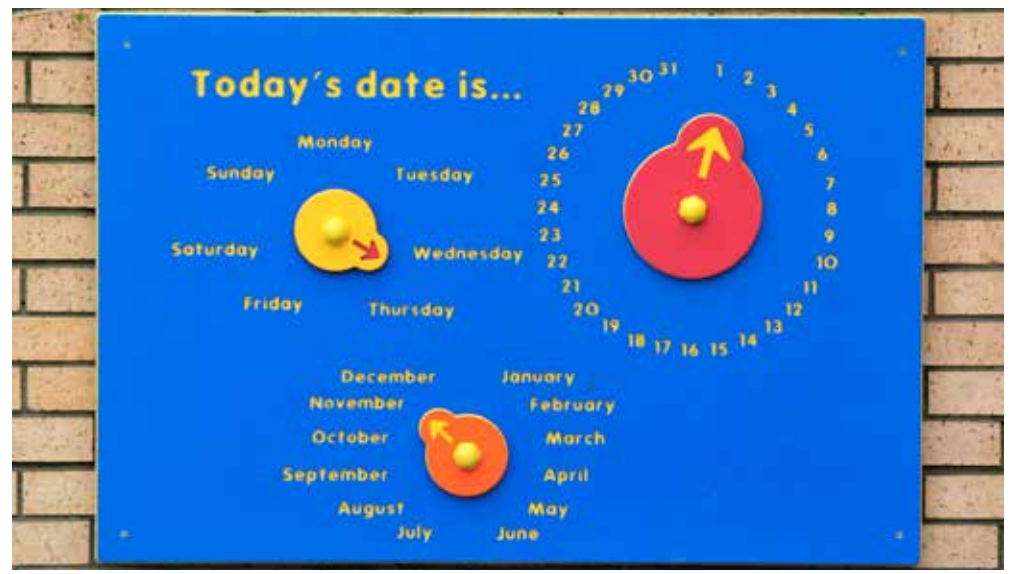 Today's date is...
Monday
Tuesday
Wednesday
Thursday
Friday
Saturday
Sunday
1
2
3
4
5
6
7
8
9
10
11
12
13
14
15
16
17
18
19
20
21
22
23
24
25
26
27
28
29
30
31
January
February
March
April
May
June
July
August
September
October
November
December